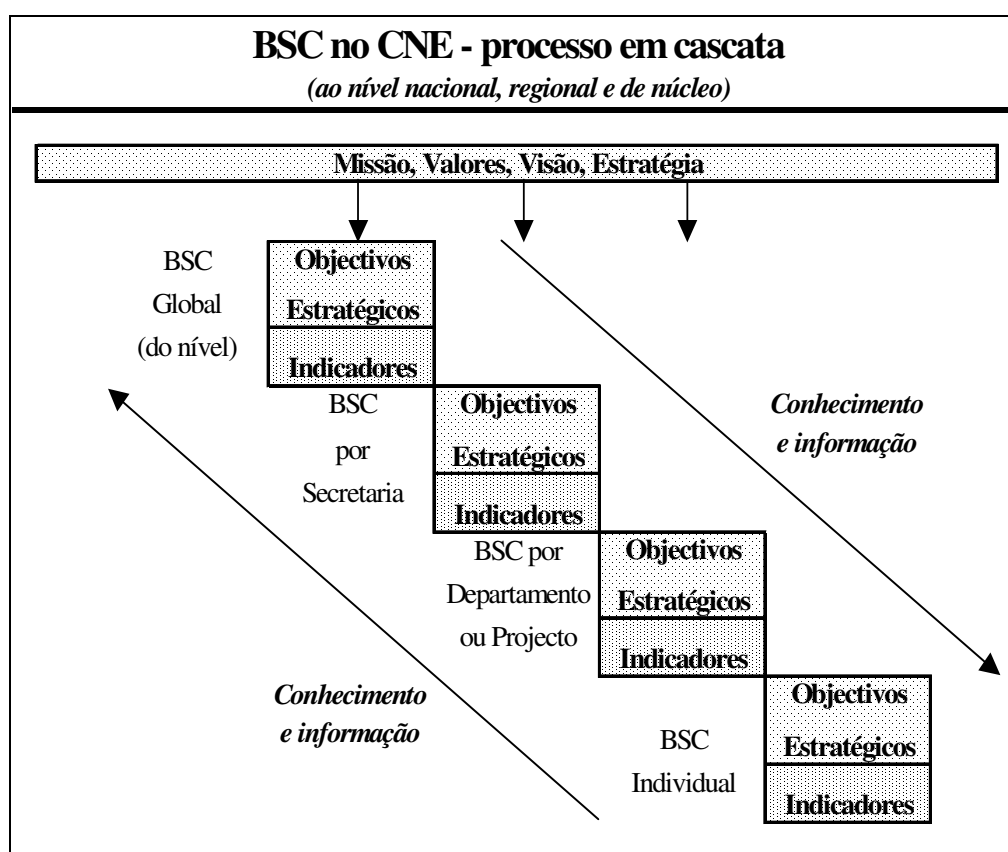 BSC no CNE - processo em cascata
(ao nível nacional, regional e de núcleo)
Missão, Valores, Visão, Estratégia
BSC
Global
(do nível)
Objectivos
Estratégicos
Indicadores
BSC
por
Secretaria
Objectivos
Estratégicos
Indicadores
Conhecimento
e informação
BSC por
Departamento
ou Projecto
Objectivos
Estratégicos
Indicadores
Conhecimento
e informação
BSC
Individual
Objectivos
Estratégicos
Indicadores